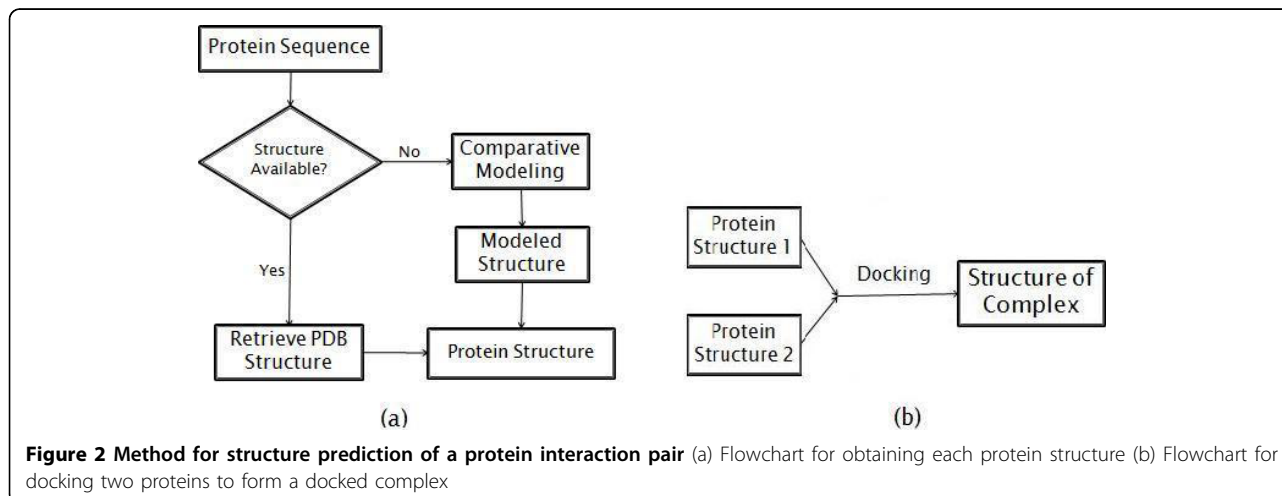 Protein Sequence
Structure
Available?
No
Comparative
Modeling
Modeled
Structure
Yes
Retrieve PDB
Structure
Protein Structure
(a)
Protein
Structure 1
Docking
Structure of
Complex
Protein
Structure 2
(b)
Figure 2 Method for structure prediction of a protein interaction pair (a) Flowchart for obtaining each protein structure (b) Flowchart for
docking two proteins to form a docked complex